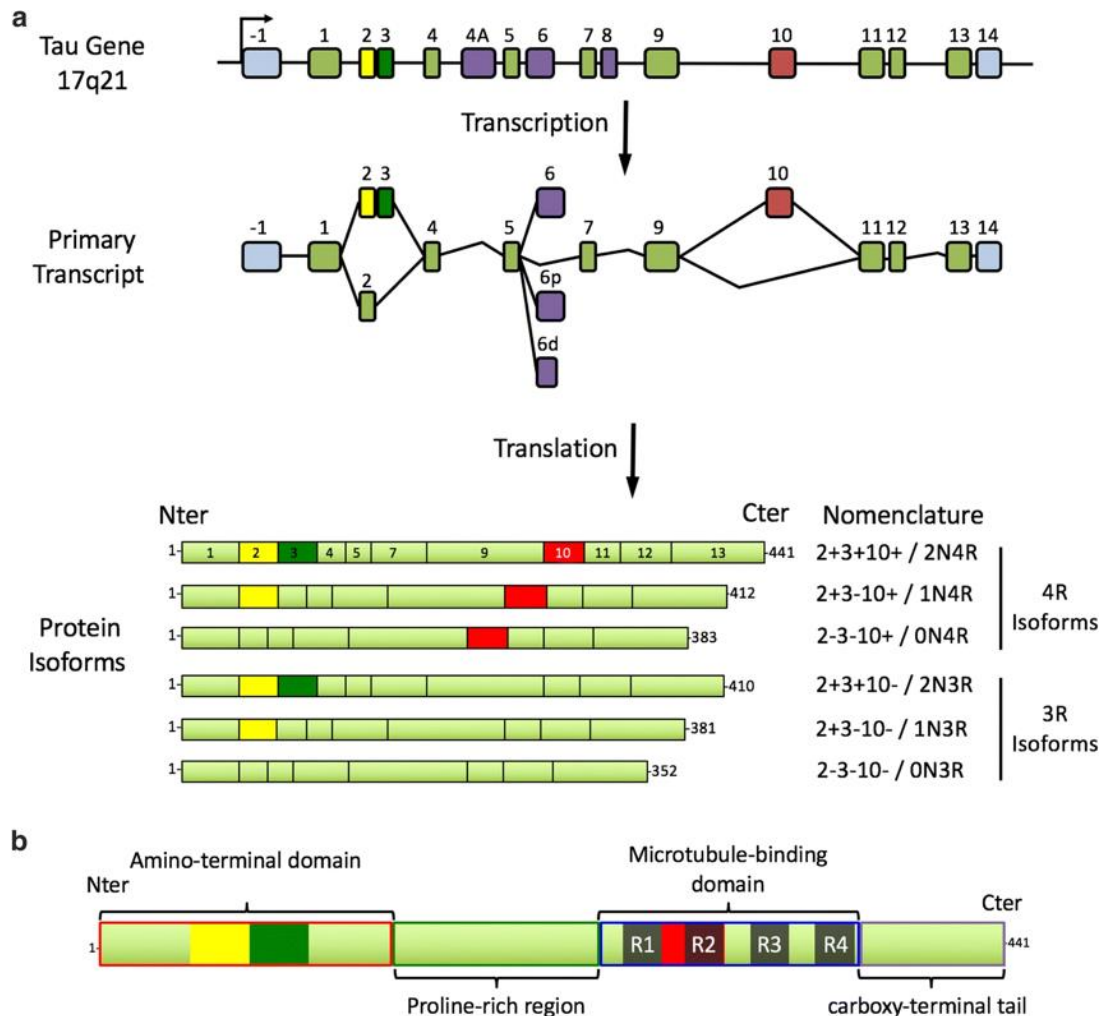 a
Tau Gene
17q21
-1 1 2 3 4 4A 5 6 7 8 9 10 11 12 13 14
Transcription
2 3 6 10
Primary
Transcript
-1 1 4 5 7 9 11 12 13 14
2
6p
6d
Translation
Nter Cter Nomenclature
1- 1 2 3 4 5 7 9 10 11 12 13 -441 2+3+10+ / 2N4R
1- -412 2+3-10+ / 1N4R
1- -383 2-3-10+ / 0N4R
4R
Isoforms
Protein
Isoforms
1- -410 2+3+10- / 2N3R
1- -381 2+3-10- / 1N3R
1- -352 2-3-10- / 0N3R
3R
Isoforms
b
Amino-terminal domain
Microtubule-binding
domain
Nter Cter
1- R1 R2 R3 R4 -441
Proline-rich region carboxy-terminal tail